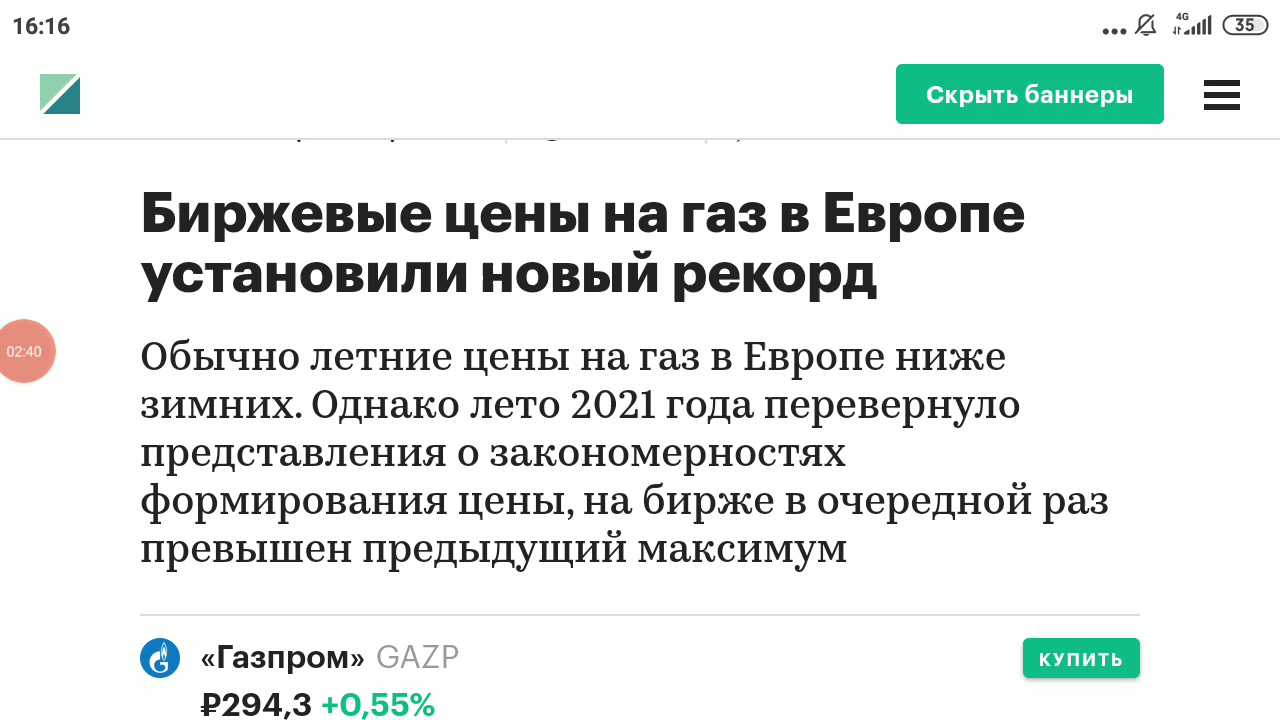 16:16
4G
35
Скрыть баннеры
Биржевые цены на газ в Европе
установили новый рекорд
02:40
Обычно летние цены на газ в Европе ниже
зимних. Однако лето 2021 года перевернуло
представления о закономерностях
формирования цены, на бирже в очередной раз
превышен предыдущий максимум
«Газпром» GAZP
КУПИТЬ
₽294,3 +0,55%